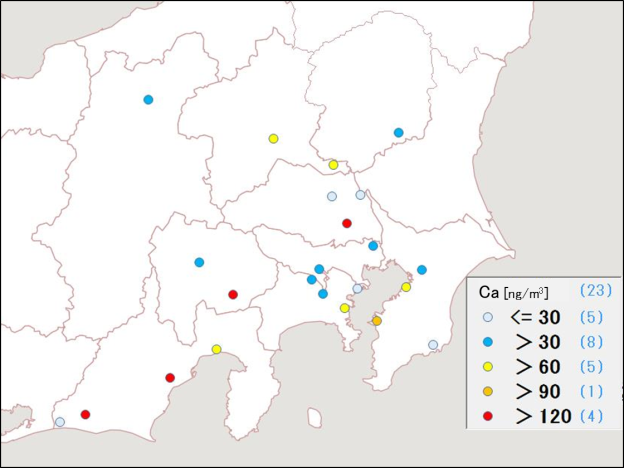 Ca [ng/m³] (23)
<= 30 (5)
> 30 (8)
> 60 (5)
> 90 (1)
> 120 (4)